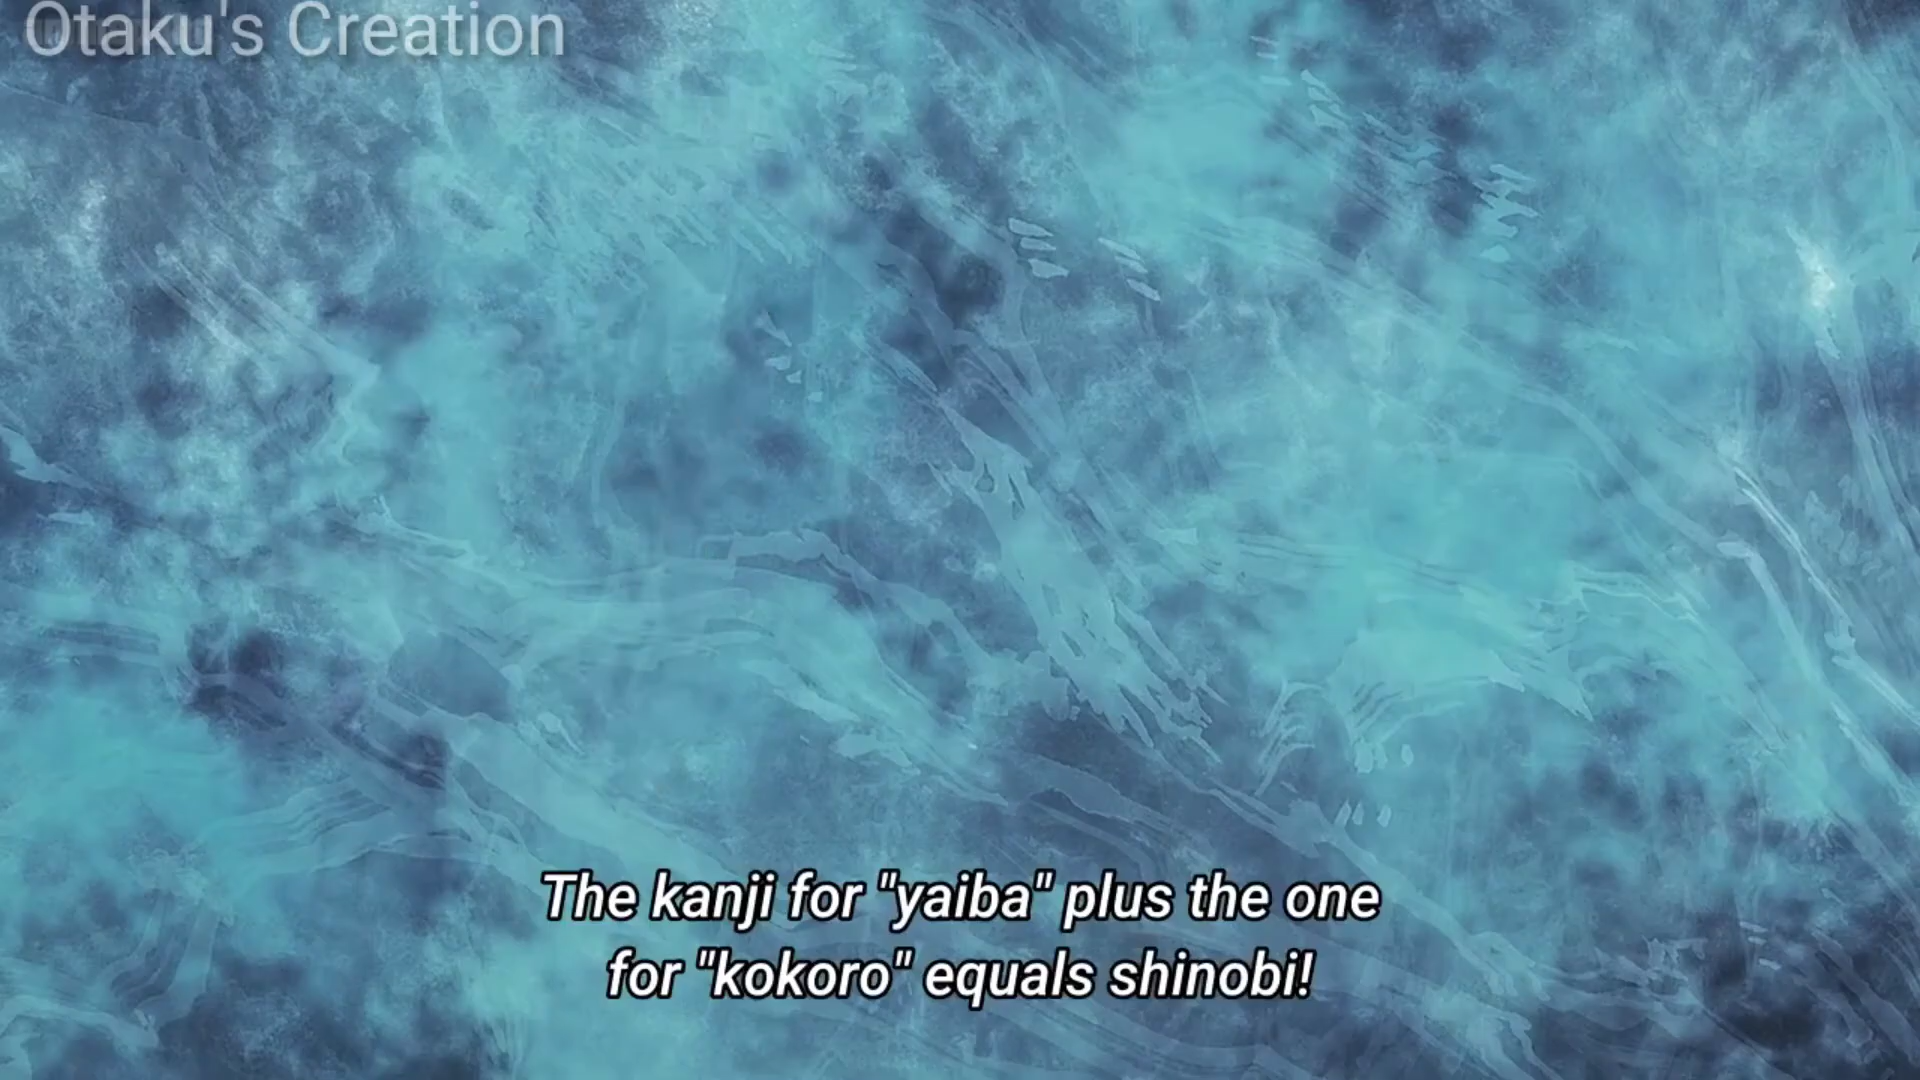 Otaku's Creation
The kanji for "yaiba" plus the one
for "kokoro" equals shinobi!